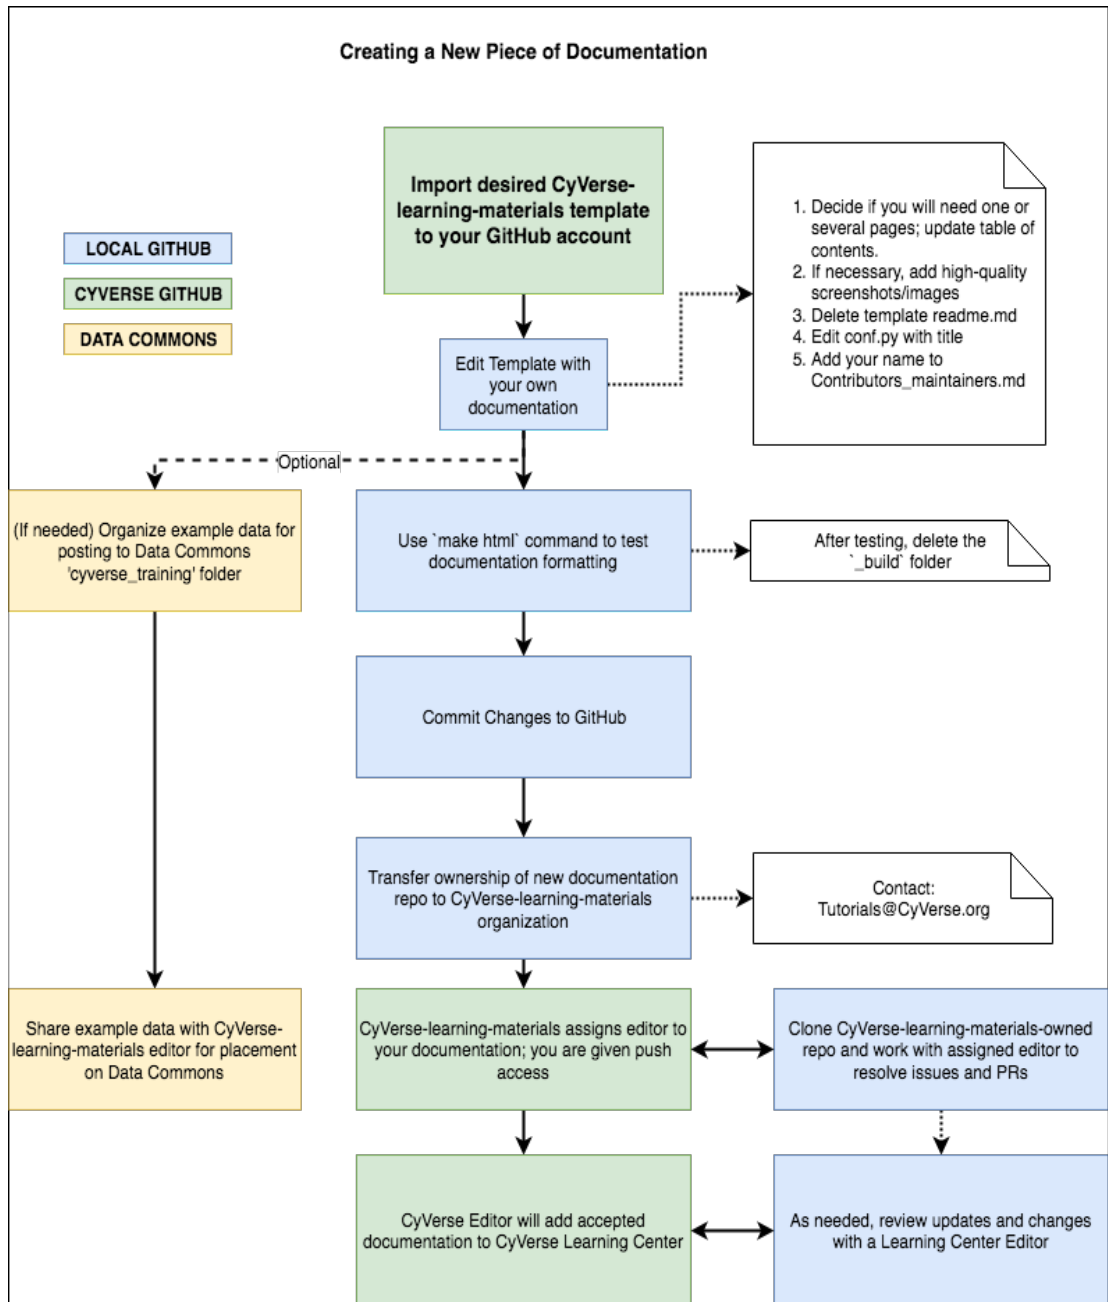 Creating a New Piece of Documentation
Import desired CyVerse-
learning-materials template
to your GitHub account
1. Decide if you will need one or
several pages; update table of
contents.
2. If necessary, add high-quality
screenshots/images
3. Delete template readme.md
4. Edit conf.py with title
5. Add your name to
Contributors_maintainers.md
LOCAL GITHUB
CYVERSE GITHUB
DATA COMMONS
Edit Template with
your own
documentation
Optional
(If needed) Organize example data for
posting to Data Commons
'cyverse_training' folder
Use `make html` command to test
documentation formatting
After testing, delete the
`_build` folder
Commit Changes to GitHub
Transfer ownership of new documentation
repo to CyVerse-learning-materials
organization
Contact:
Tutorials@CyVerse.org
Share example data with CyVerse-
learning-materials editor for placement
on Data Commons
CyVerse-learning-materials assigns editor to
your documentation; you are given push
access
Clone CyVerse-learning-materials-owned
repo and work with assigned editor to
resolve issues and PRs
CyVerse Editor will add accepted
documentation to CyVerse Learning Center
As needed, review updates and changes
with a Learning Center Editor